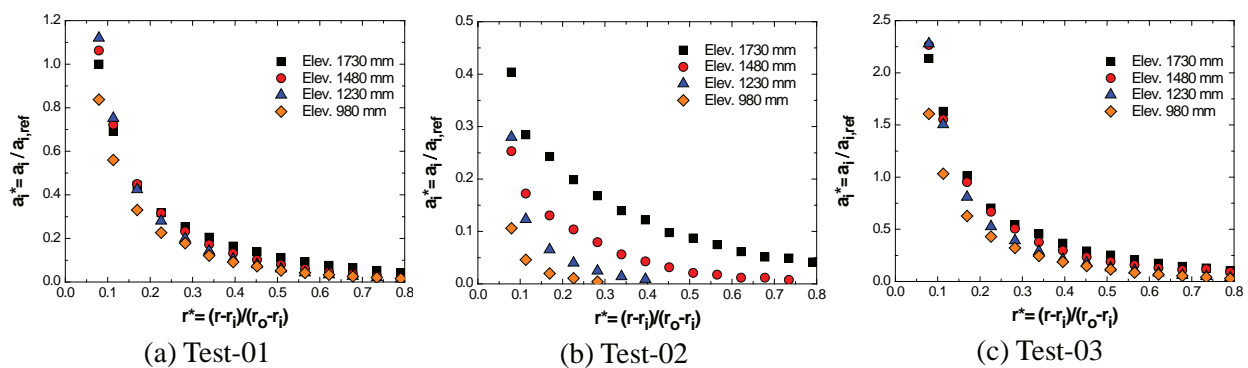 1.2
1.0
0.8
0.6
0.4
0.2
0.0
a_i* = a_i / a_i,ref
Elev. 1730 mm
Elev. 1480 mm
Elev. 1230 mm
Elev. 980 mm
0.0 0.1 0.2 0.3 0.4 0.5 0.6 0.7 0.8
r* = (r-r_i)/(r_o-r_i)
(a) Test-01
0.5
0.4
0.3
0.2
0.1
0.0
a_i* = a_i / a_i,ref
Elev. 1730 mm
Elev. 1480 mm
Elev. 1230 mm
Elev. 980 mm
0.0 0.1 0.2 0.3 0.4 0.5 0.6 0.7 0.8
r* = (r-r_i)/(r_o-r_i)
(b) Test-02
2.5
2.0
1.5
1.0
0.5
0.0
a_i* = a_i / a_i,ref
Elev. 1730 mm
Elev. 1480 mm
Elev. 1230 mm
Elev. 980 mm
0.0 0.1 0.2 0.3 0.4 0.5 0.6 0.7 0.8
r* = (r-r_i)/(r_o-r_i)
(c) Test-03